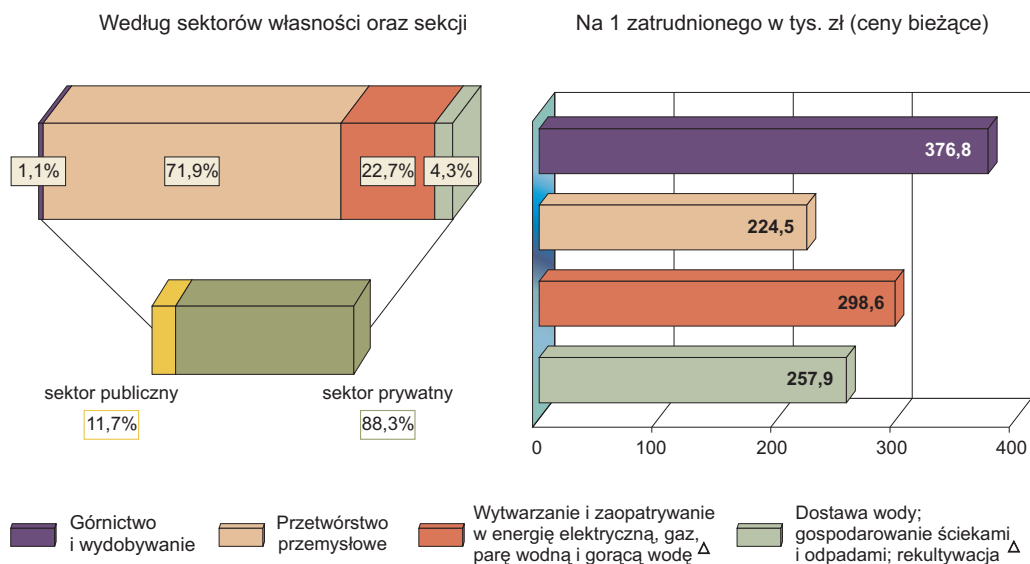 Według sektorów własności oraz sekcji
Na 1 zatrudnionego w tys. zł (ceny bieżące)
1,1%
71,9%
22,7%
4,3%
sektor publiczny
11,7%
sektor prywatny
88,3%
376,8
224,5
298,6
257,9
0
100
200
300
400
Górnictwo
i wydobywanie
Przetwórstwo
przemysłowe
Wytwarzanie i zaopatrywanie
w energię elektryczną, gaz,
parę wodną i gorącą wodę Δ
Dostawa wody;
gospodarowanie ściekami
i odpadami; rekultywacja Δ